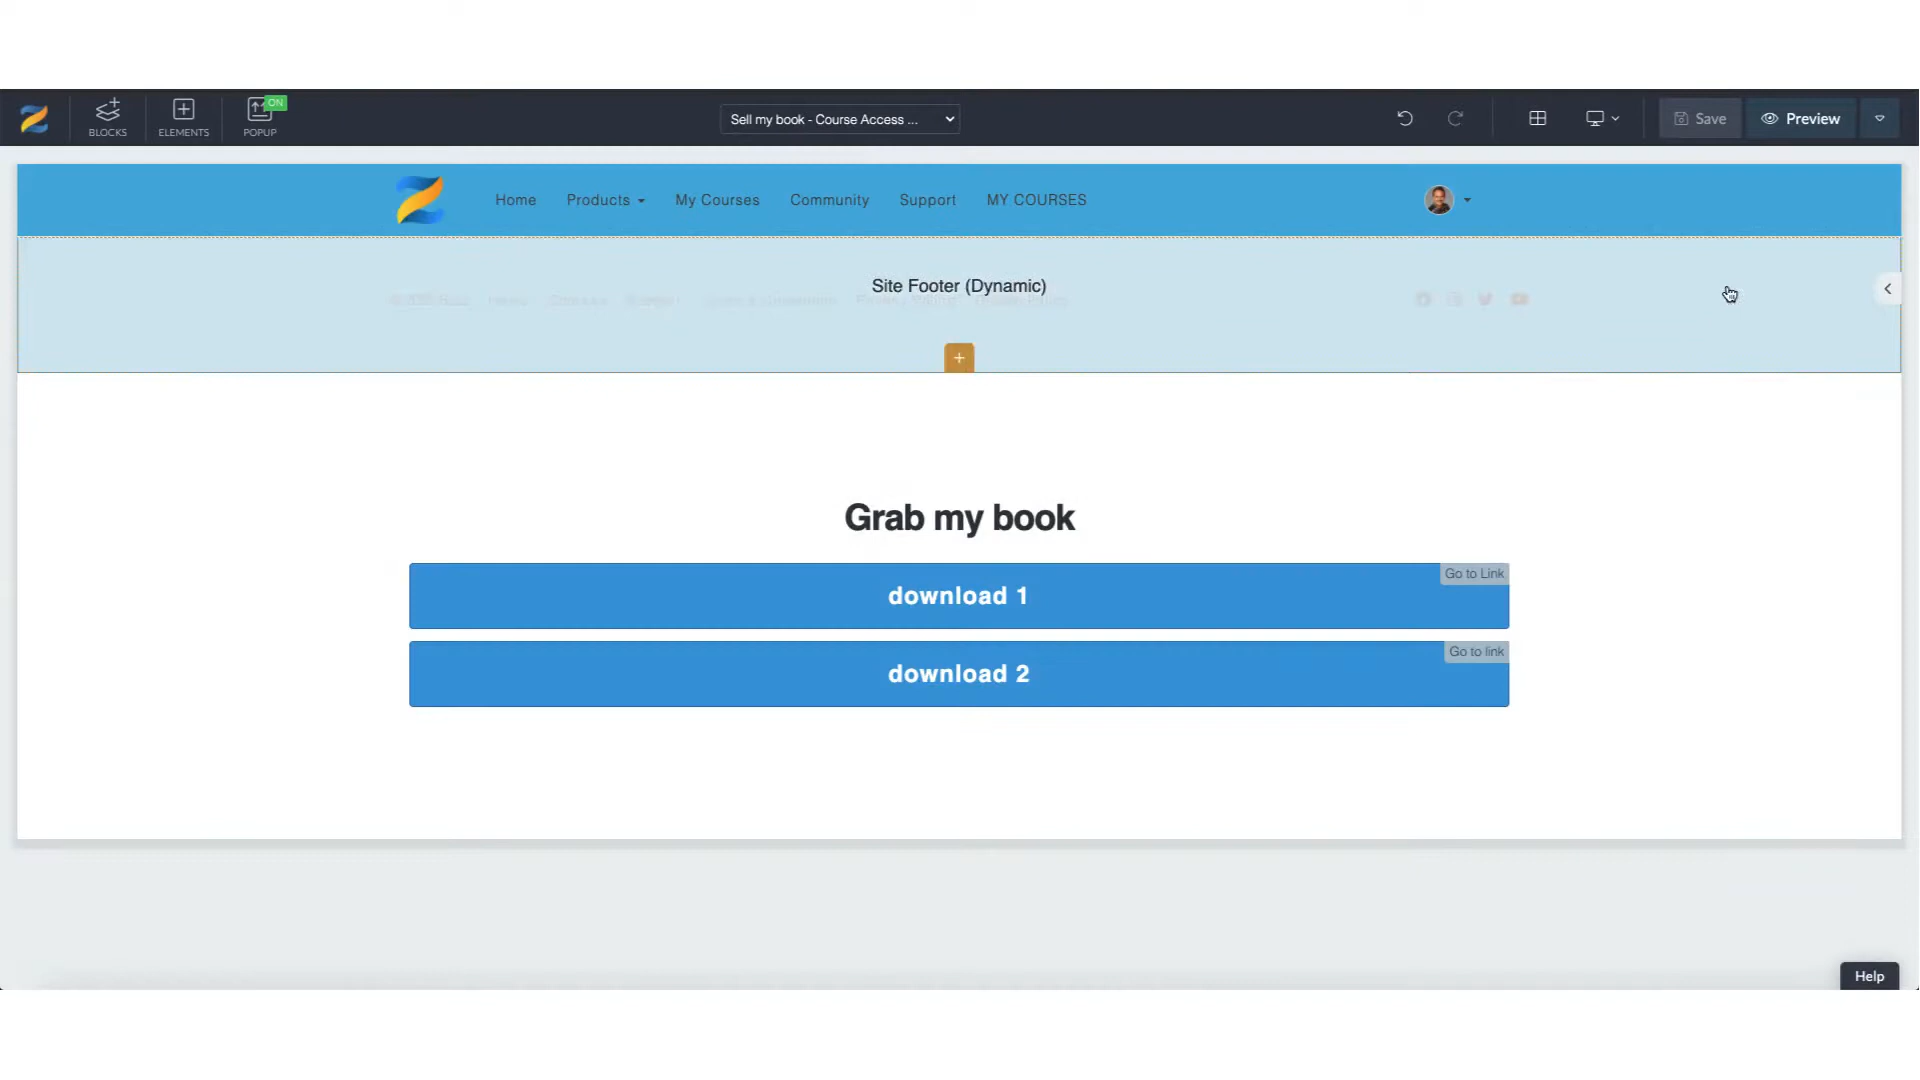 BLOCKS
ELEMENTS
ON
POPUP
Sell my book - Course Access ...
Save
Preview
Home
Products
My Courses
Community
Support
MY COURSES
Site Footer (Dynamic)
+
Grab my book
Go to Link
download 1
Go to link
download 2
Help